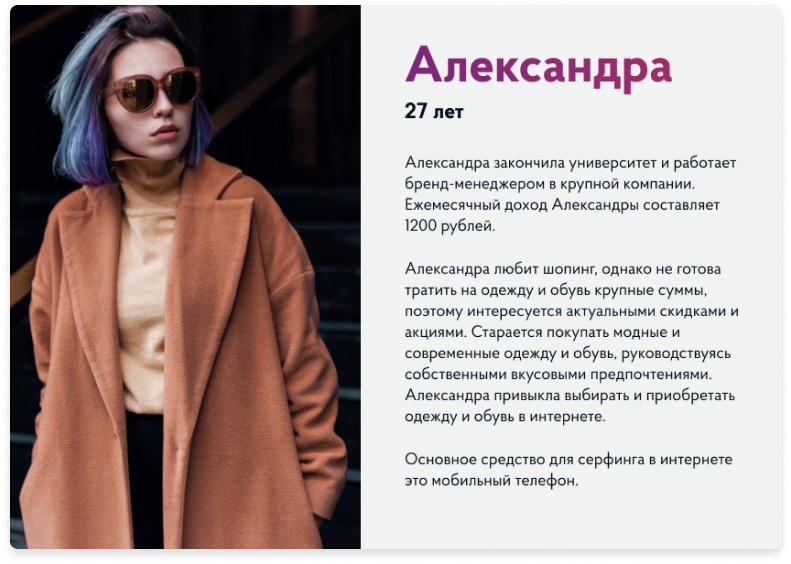 Александра
27 лет
Александра закончила университет и работает
бренд-менеджером в крупной компании.
Ежемесячный доход Александры составляет
1200 рублей.
Александра любит шопинг, однако не готова
тратить на одежду и обувь крупные суммы,
поэтому интересуется актуальными скидками и
акциями. Старается покупать модные и
современные одежду и обувь, руководствуясь
собственными вкусовыми предпочтениями.
Александра привыкла выбирать и приобретать
одежду и обувь в интернете.
Основное средство для серфинга в интернете
это мобильный телефон.